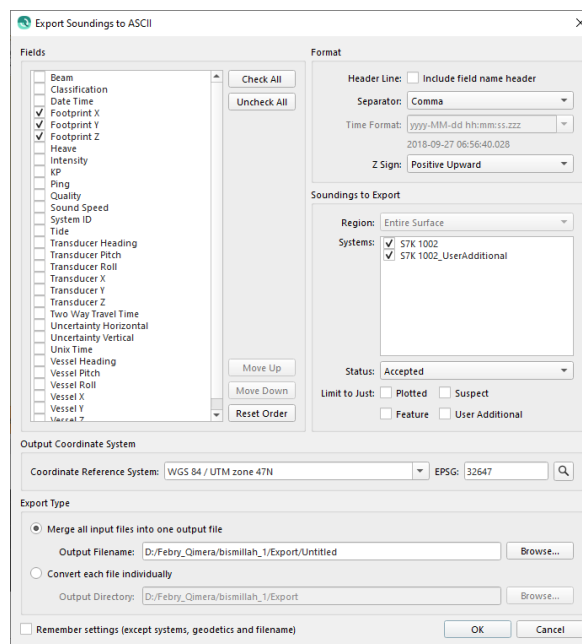 Export Soundings to ASCII
Fields
Beam
Classification
Date Time
Footprint X
Footprint Y
Footprint Z
Heave
Intensity
KP
Ping
Quality
Sound Speed
System ID
Tide
Transducer Heading
Transducer Pitch
Transducer Roll
Transducer X
Transducer Y
Transducer Z
Two Way Travel Time
Uncertainty Horizontal
Uncertainty Vertical
Unix Time
Vessel Heading
Vessel Pitch
Vessel Roll
Vessel X
Vessel Y
Vessel Z
Check All
Uncheck All
Move Up
Move Down
Reset Order
Format
Header Line: Include field name header
Separator: Comma
Time Format: yyyy-MM-dd hh:mm:ss.zzz
2018-09-27 06:56:40.028
Z Sign: Positive Upward
Soundings to Export
Region: Entire Surface
Systems: S7K 1002
S7K 1002_UserAdditional
Status: Accepted
Limit to Just: Plotted Suspect
Feature User Additional
Output Coordinate System
Coordinate Reference System: WGS 84 / UTM zone 47N EPSG: 32647
Export Type
Merge all input files into one output file
Output Filename: D:/Febry_Qimera/bismillah_1/Export/Untitled Browse...
Convert each file individually
Output Directory: D:/Febry_Qimera/bismillah_1/Export Browse...
Remember settings (except systems, geodetics and filename) OK Cancel